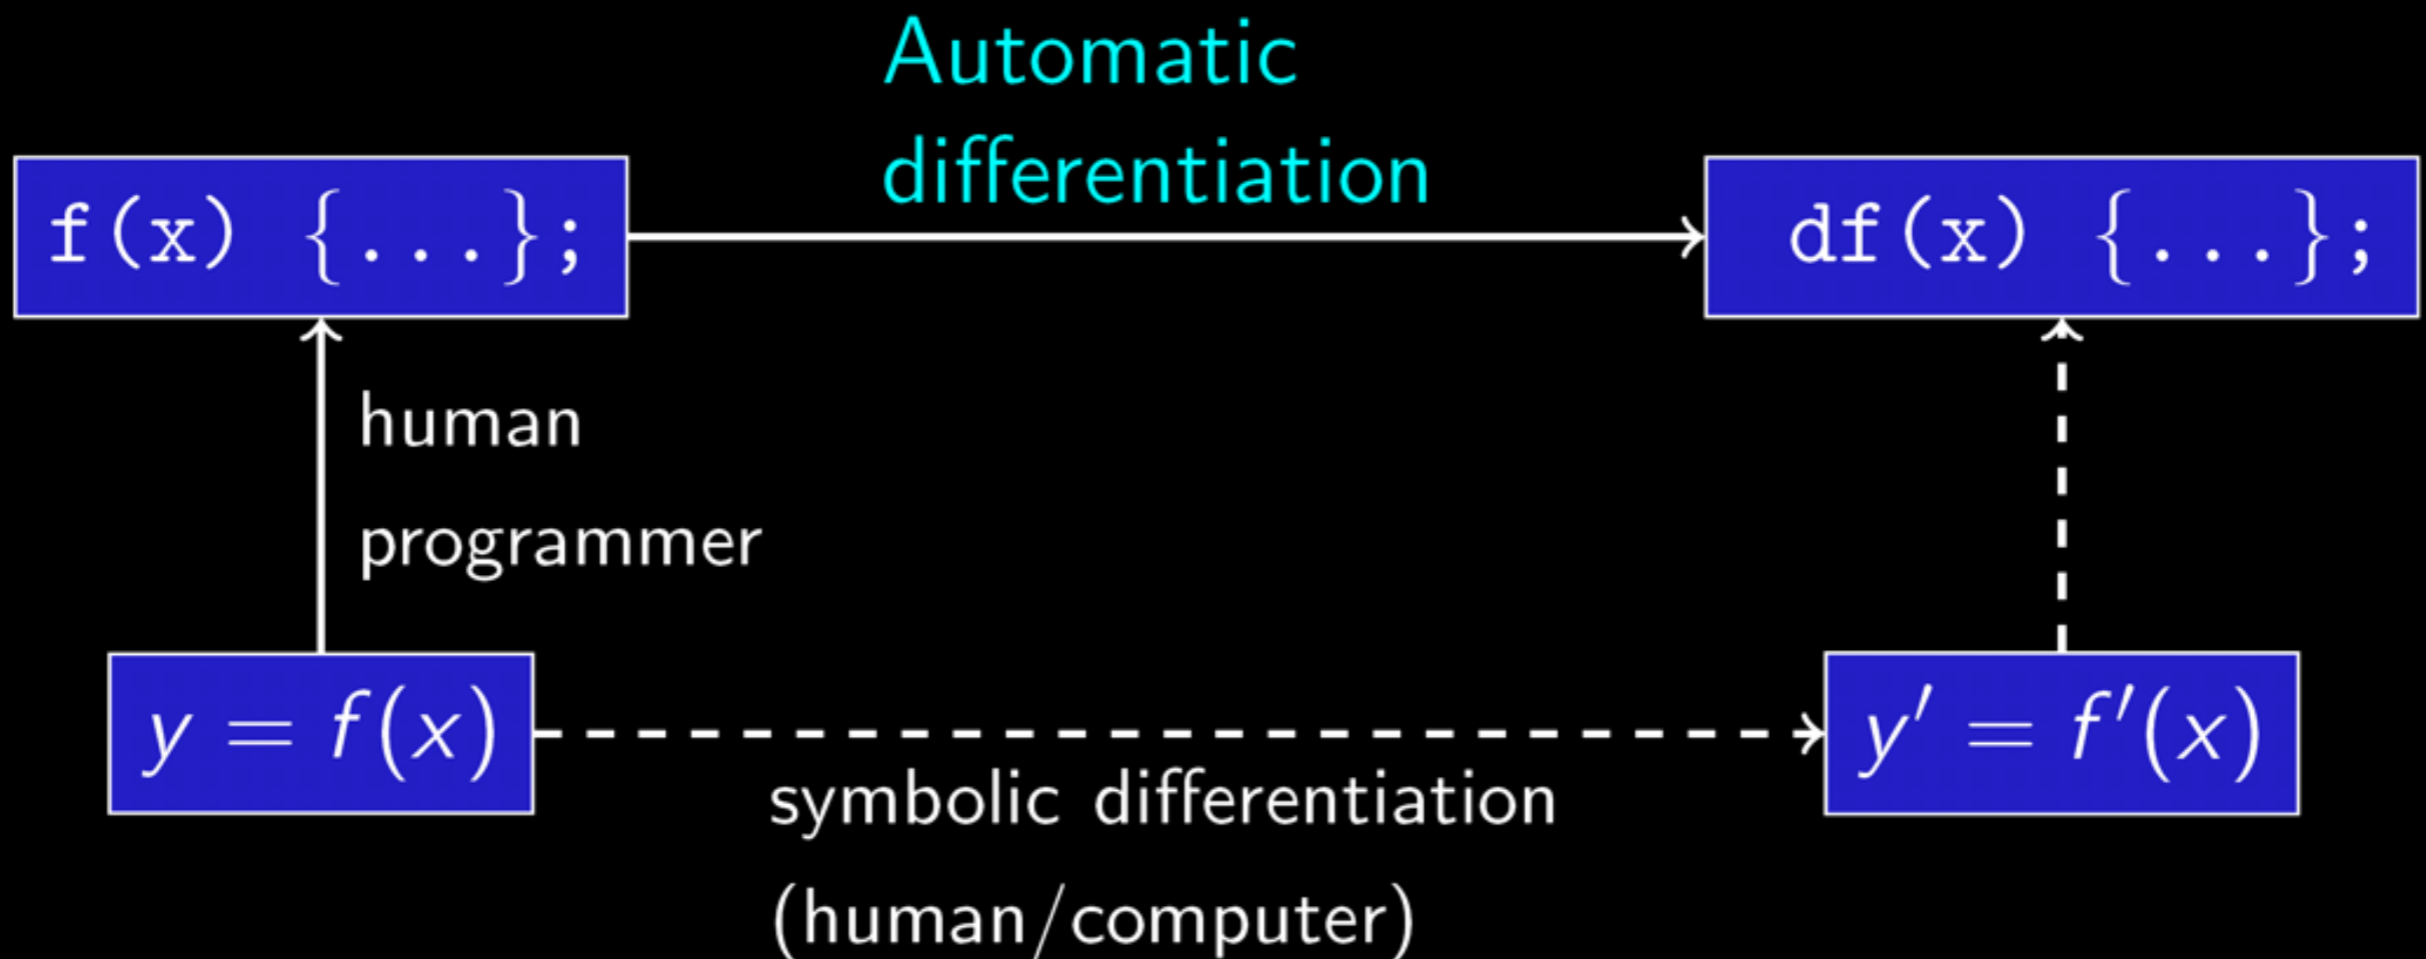 Automatic
differentiation
f(x) {...};
df(x) {...};
human
programmer
y = f(x)
y′ = f′(x)
symbolic differentiation
(human/computer)